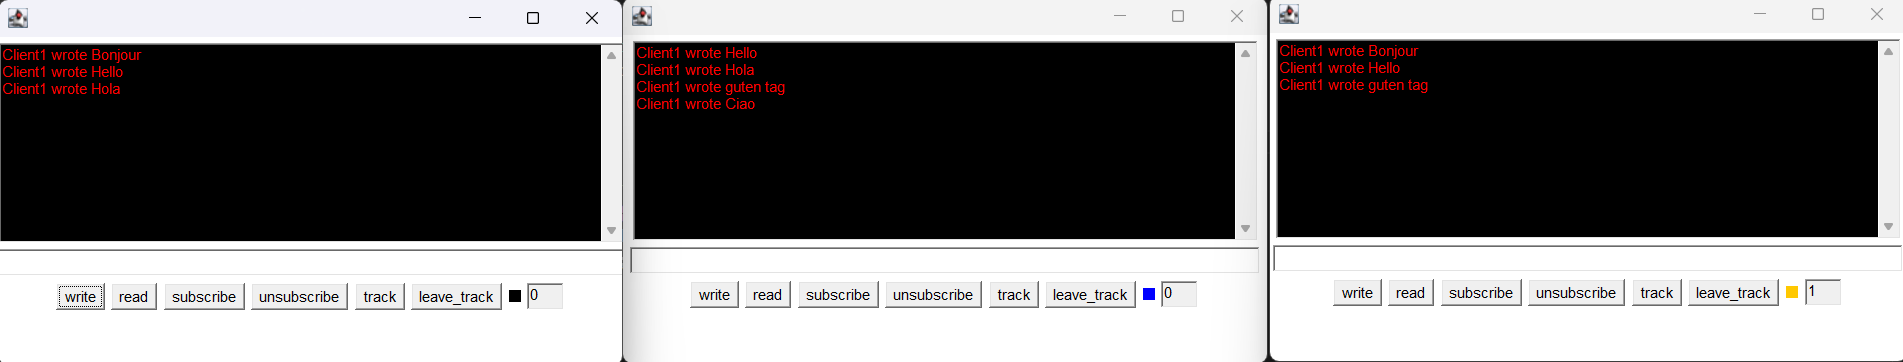 Client1 wrote Bonjour
Client1 wrote Hello
Client1 wrote Hola
write read subscribe unsubscribe track leave_track 0
Client1 wrote Hello
Client1 wrote Hola
Client1 wrote guten tag
Client1 wrote Ciao
write read subscribe unsubscribe track leave_track 0
Client1 wrote Bonjour
Client1 wrote Hello
Client1 wrote guten tag
write read subscribe unsubscribe track leave_track 1